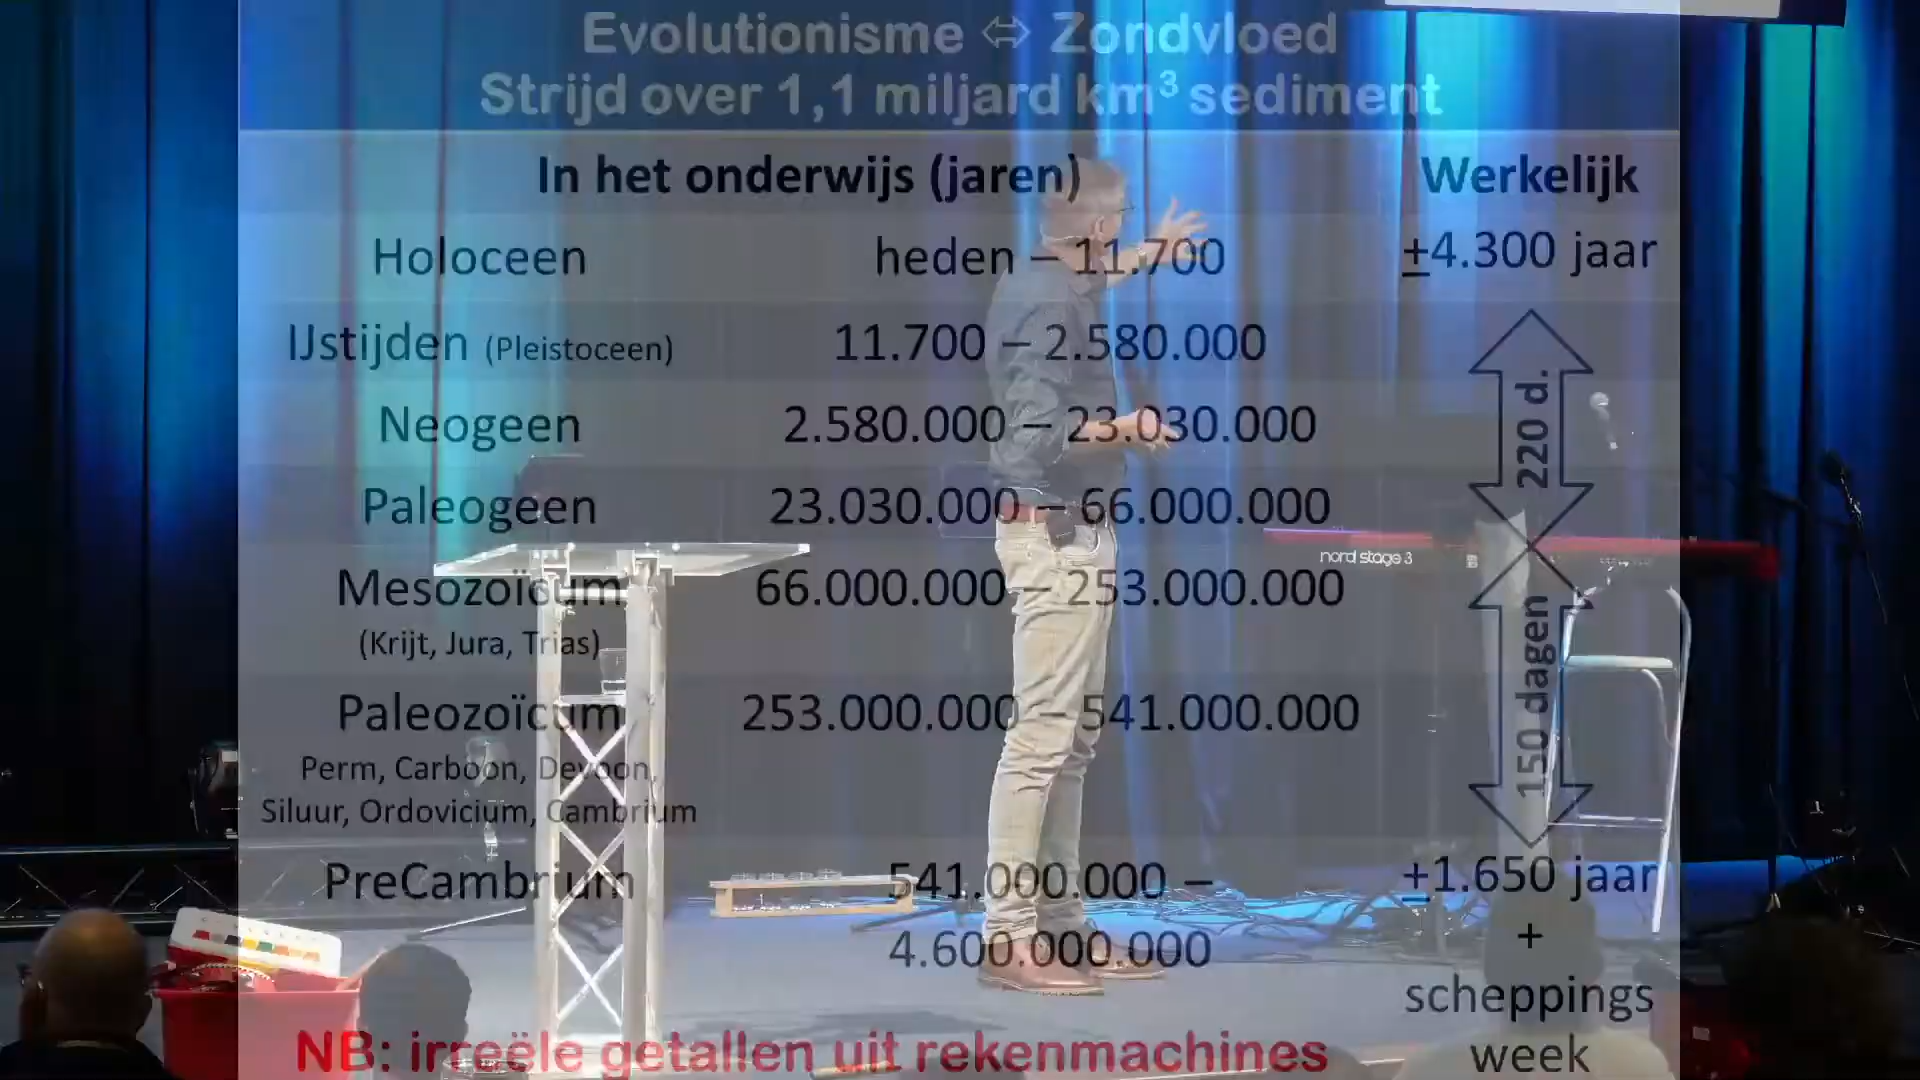 Evolutionisme ⇔ Zondvloed
Strijd over 1,1 miljard km³ sediment
In het onderwijs (jaren) Werkelijk
Holoceen heden – 11.700 ±4.300 jaar
IJstijden (Pleistoceen) 11.700 – 2.580.000
220 d.
Neogeen 2.580.000 – 23.030.000
Paleogeen 23.030.000 – 66.000.000
nord stage 3
Mesozoïcum 66.000.000 – 253.000.000
(Krijt, Jura, Trias)
150 dagen
Paleozoïcum 253.000.000 – 541.000.000
Perm, Carboon, Devoon,
Siluur, Ordovicium, Cambrium
PreCambrium 541.000.000 – ±1.650 jaar
4.600.000.000 +
scheppings
week
NB: irreële getallen uit rekenmachines